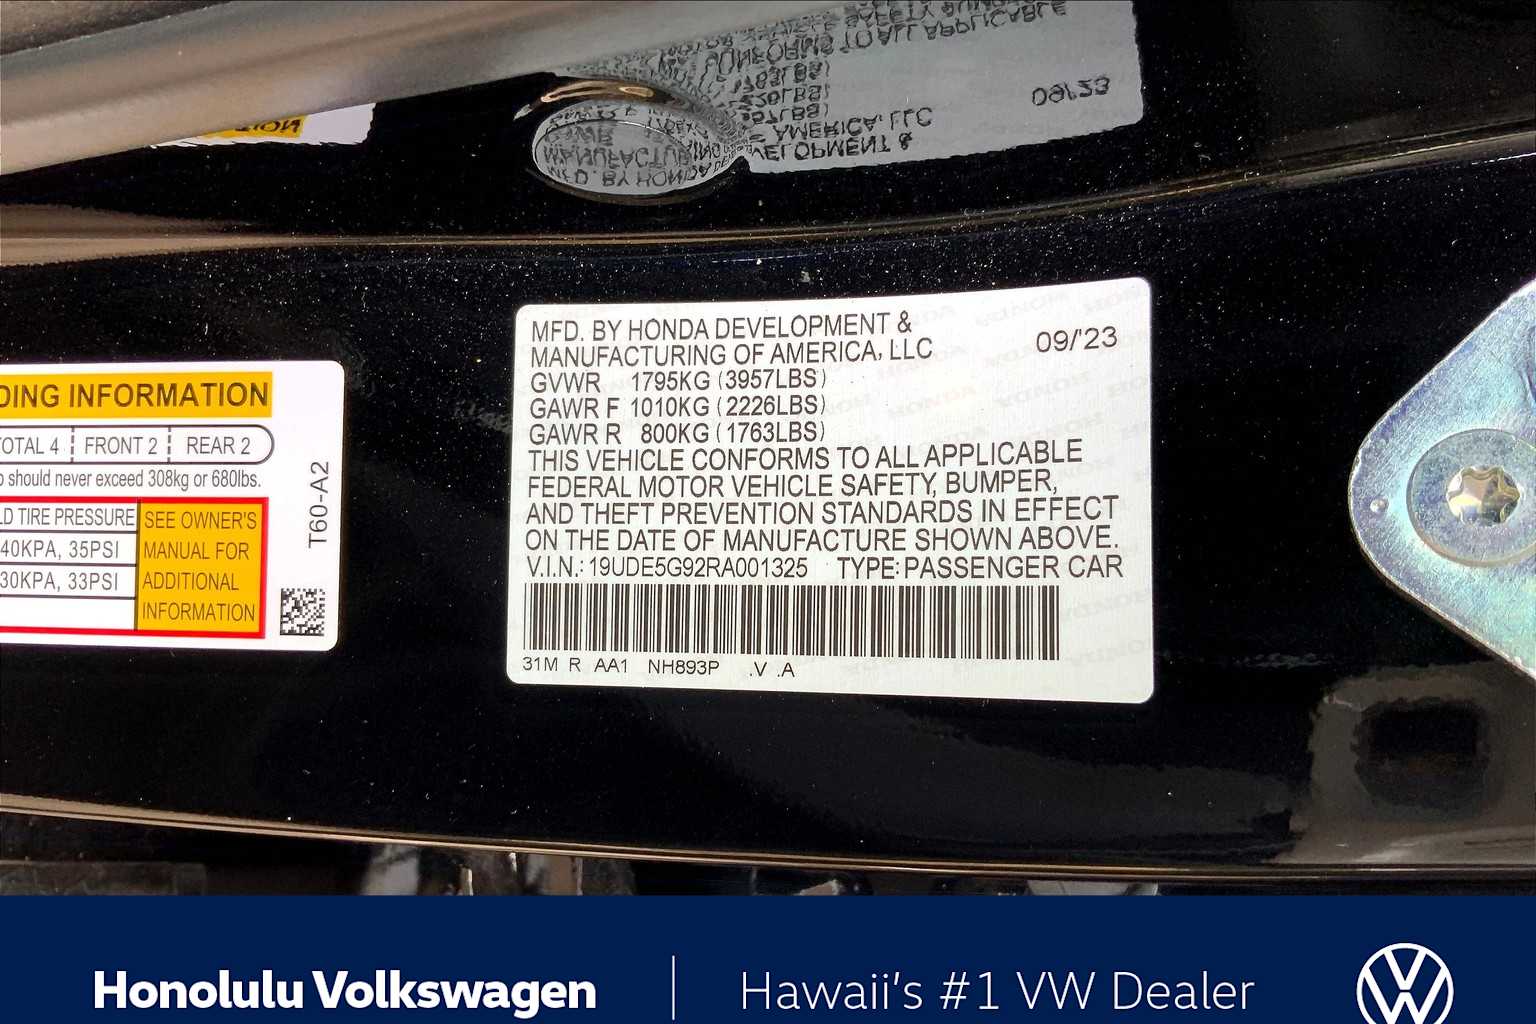 MFD. BY HONDA DEVELOPMENT &
MANUFACTURING OF AMERICA, LLC
09/'23
GVWR 1795KG (3957LBS)
GAWR F 1010KG (2226LBS)
GAWR R 800KG (1763LBS)
THIS VEHICLE CONFORMS TO ALL APPLICABLE
FEDERAL MOTOR VEHICLE SAFETY, BUMPER,
AND THEFT PREVENTION STANDARDS IN EFFECT
ON THE DATE OF MANUFACTURE SHOWN ABOVE.
V.I.N.: 19UDE5G92RA001325 TYPE: PASSENGER CAR
31M R AA1 NH893P .V .A
DING INFORMATION
TOTAL 4 FRONT 2 REAR 2
o should never exceed 308kg or 680lbs.
LD TIRE PRESSURE
40KPA, 35PSI
30KPA, 33PSI
SEE OWNER'S
MANUAL FOR
ADDITIONAL
INFORMATION
T60-A2
Honolulu Volkswagen | Hawaii's #1 VW Dealer